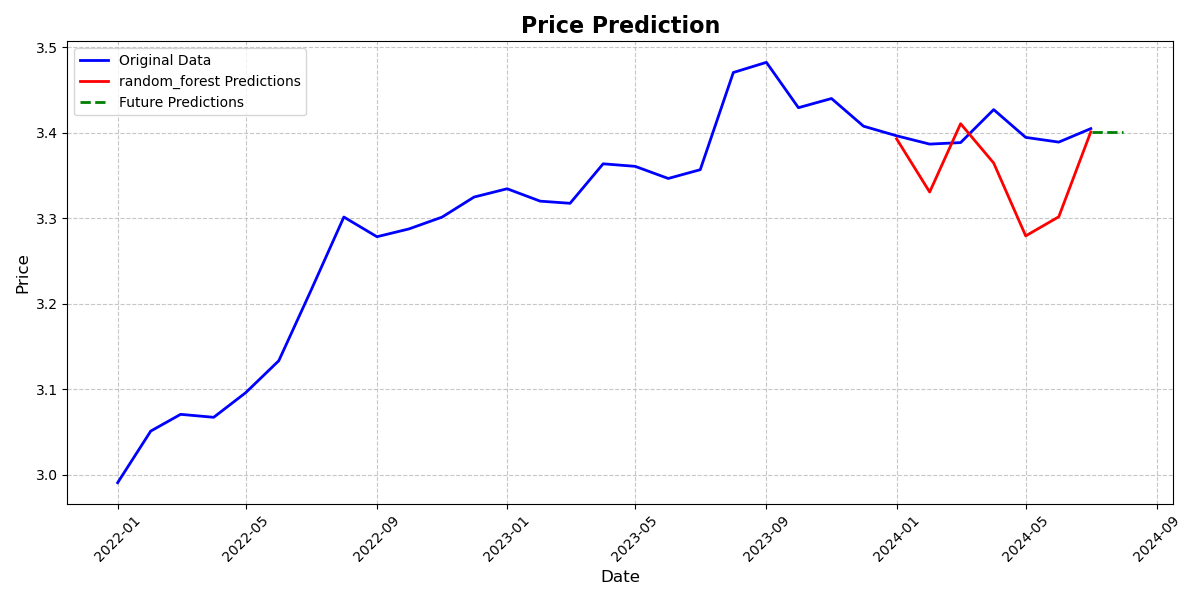 Price Prediction
Original Data
random_forest Predictions
Future Predictions
3.5
3.4
3.3
3.2
3.1
3.0
Price
2022-01
2022-05
2022-09
2023-01
2023-05
2023-09
2024-01
2024-05
2024-09
Date